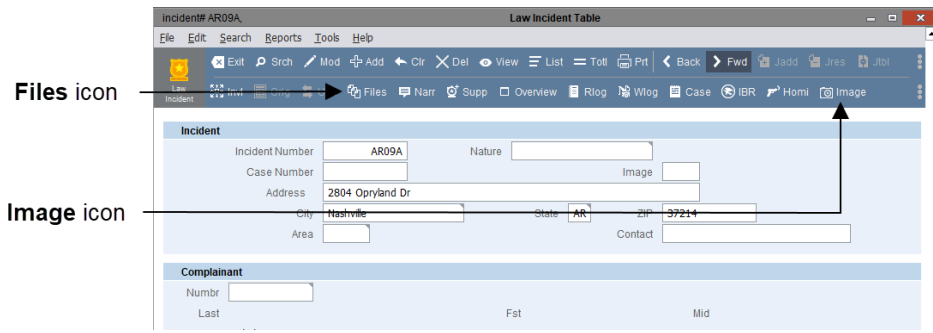 incident# AR09A, Law Incident Table
File Edit Search Reports Tools Help
Exit Srch Mod Add Clr Del View List Totl Prt Back Fwd Jadd Jres Jtbl
Law Incident
Invl Files Narr Supp Overview Rlog Wlog Case IBR Homi Image
Files icon
Incident
Incident Number AR09A Nature
Case Number Image
Address 2804 Opryland Dr
Image icon
City Nashville State AR ZIP 37214
Area Contact
Complainant
Numbr
Last Fst Mid